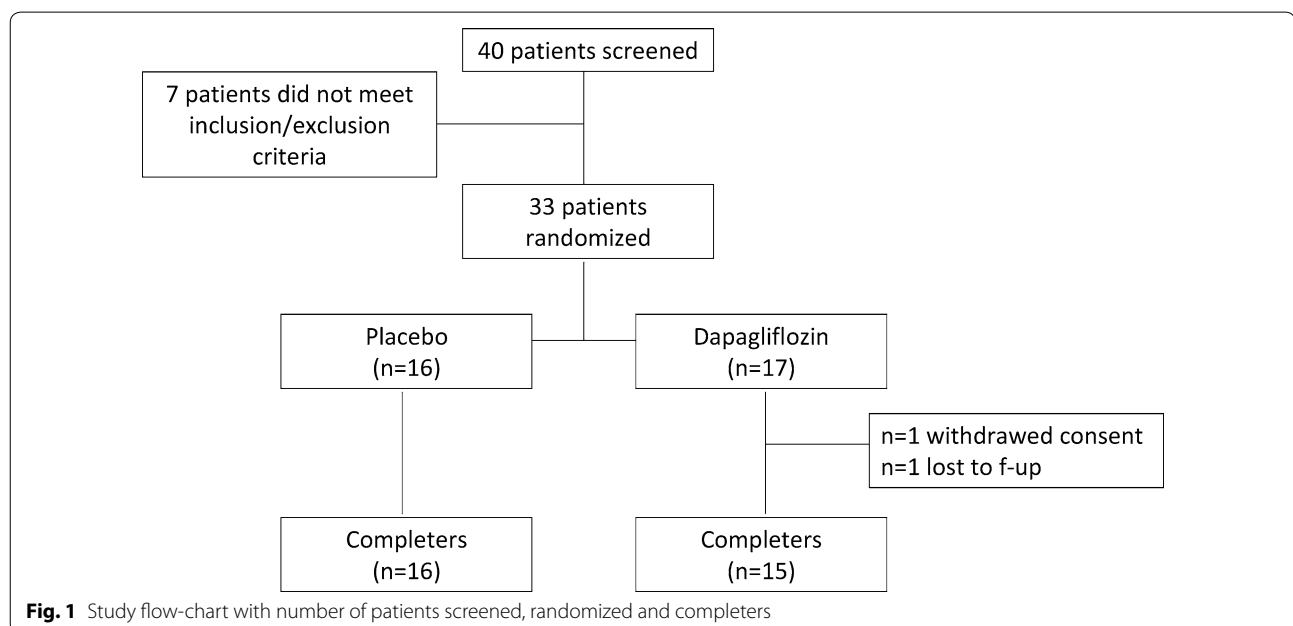 40 patients screened
7 patients did not meet
inclusion/exclusion
criteria
33 patients
randomized
Placebo
(n=16)
Dapagliflozin
(n=17)
n=1 withdrawed consent
n=1 lost to f-up
Completers
(n=16)
Completers
(n=15)
Fig. 1 Study flow-chart with number of patients screened, randomized and completers